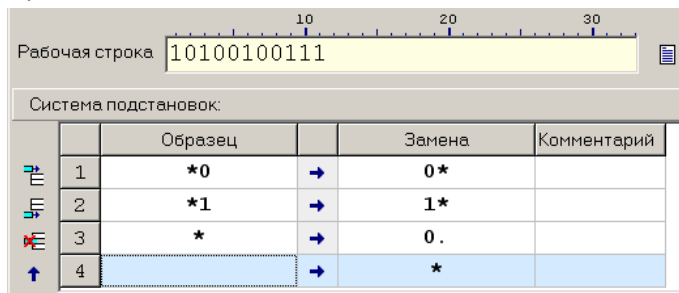 10 20 30
Рабочая строка 10100100111
Система подстановок:
Образец Замена Комментарий
1 *0 → 0*
2 *1 → 1*
3 * → 0.
4 → *